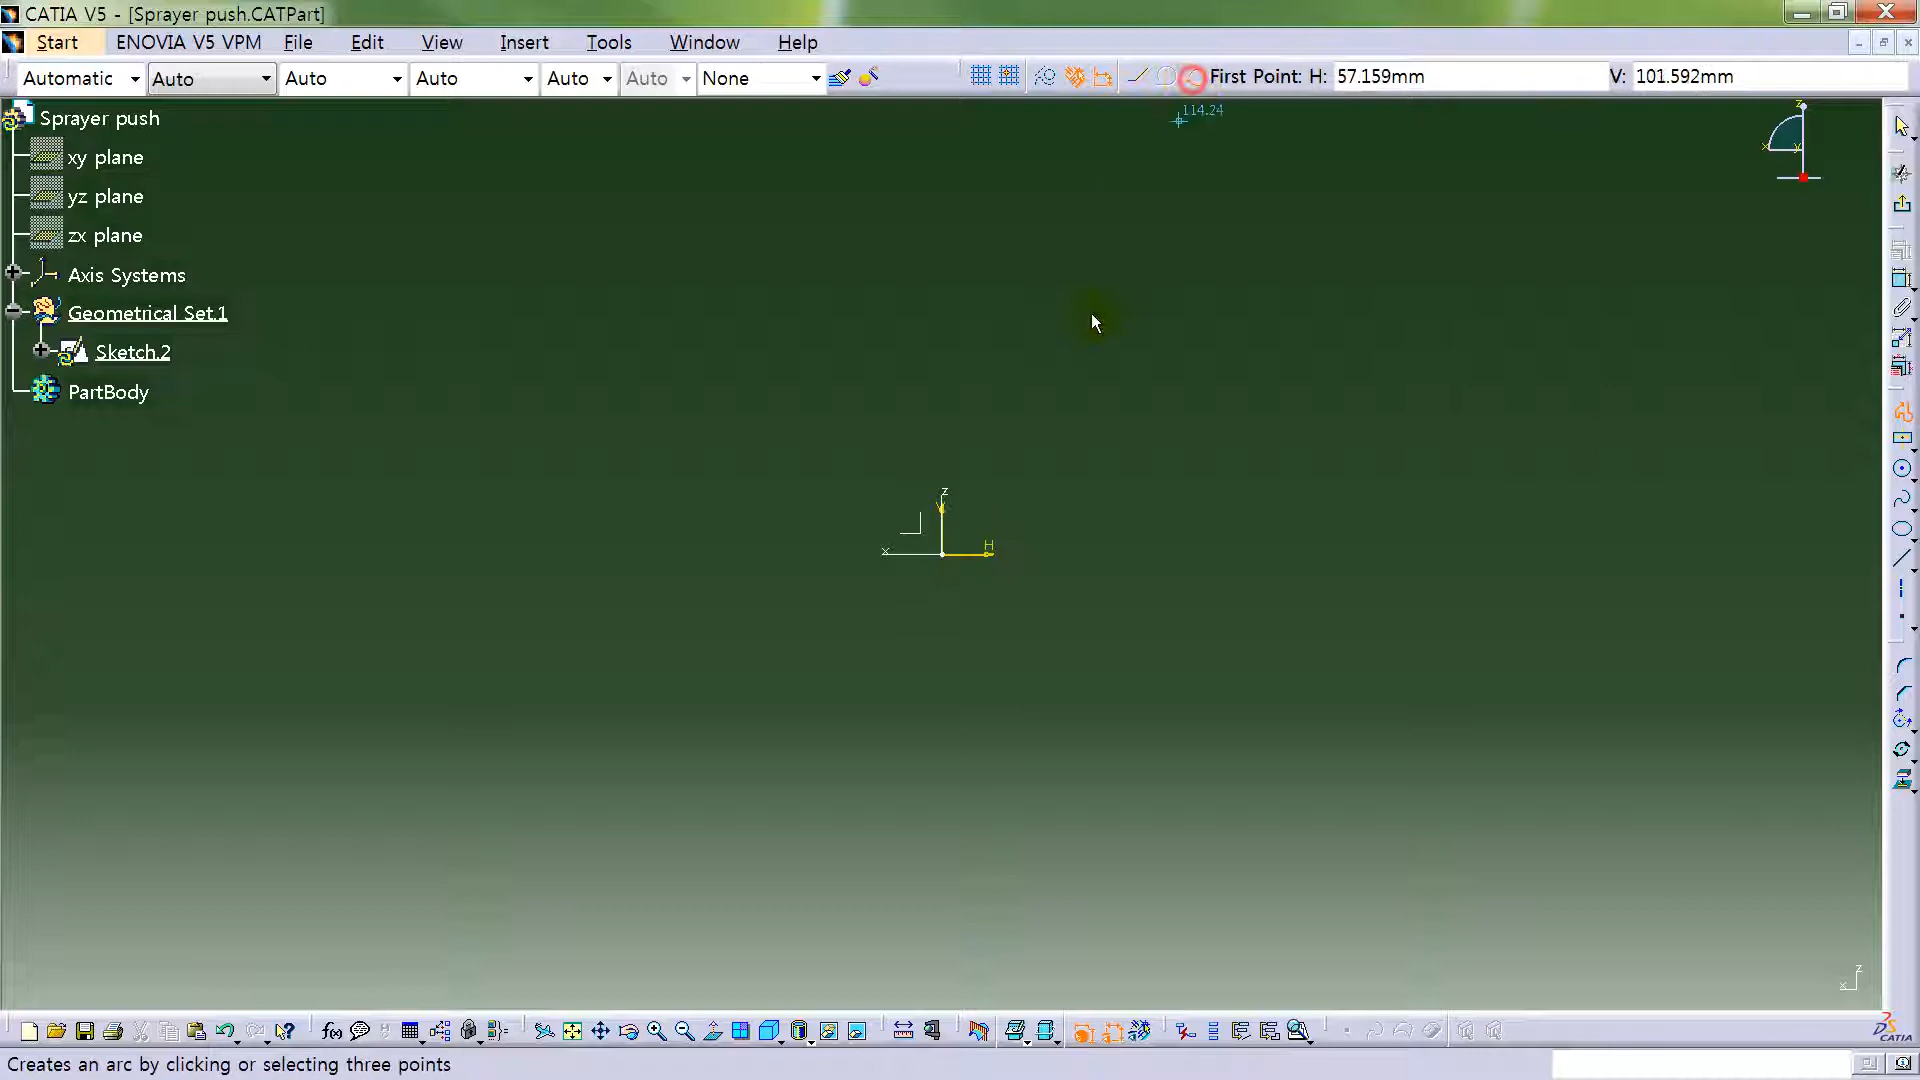 CATIA V5 - [Sprayer push.CATPart]
Start ENOVIA V5 VPM File Edit View Insert Tools Window Help
Automatic Auto Auto Auto Auto Auto None First Point: H: 57.159mm V: 101.592mm
114.24
z
x y
Sprayer push
xy plane
yz plane
zx plane
Axis Systems
Geometrical Set.1
Sketch.2
PartBody
z
V
x H
z
x
f(x)
CATIA
Creates an arc by clicking or selecting three points